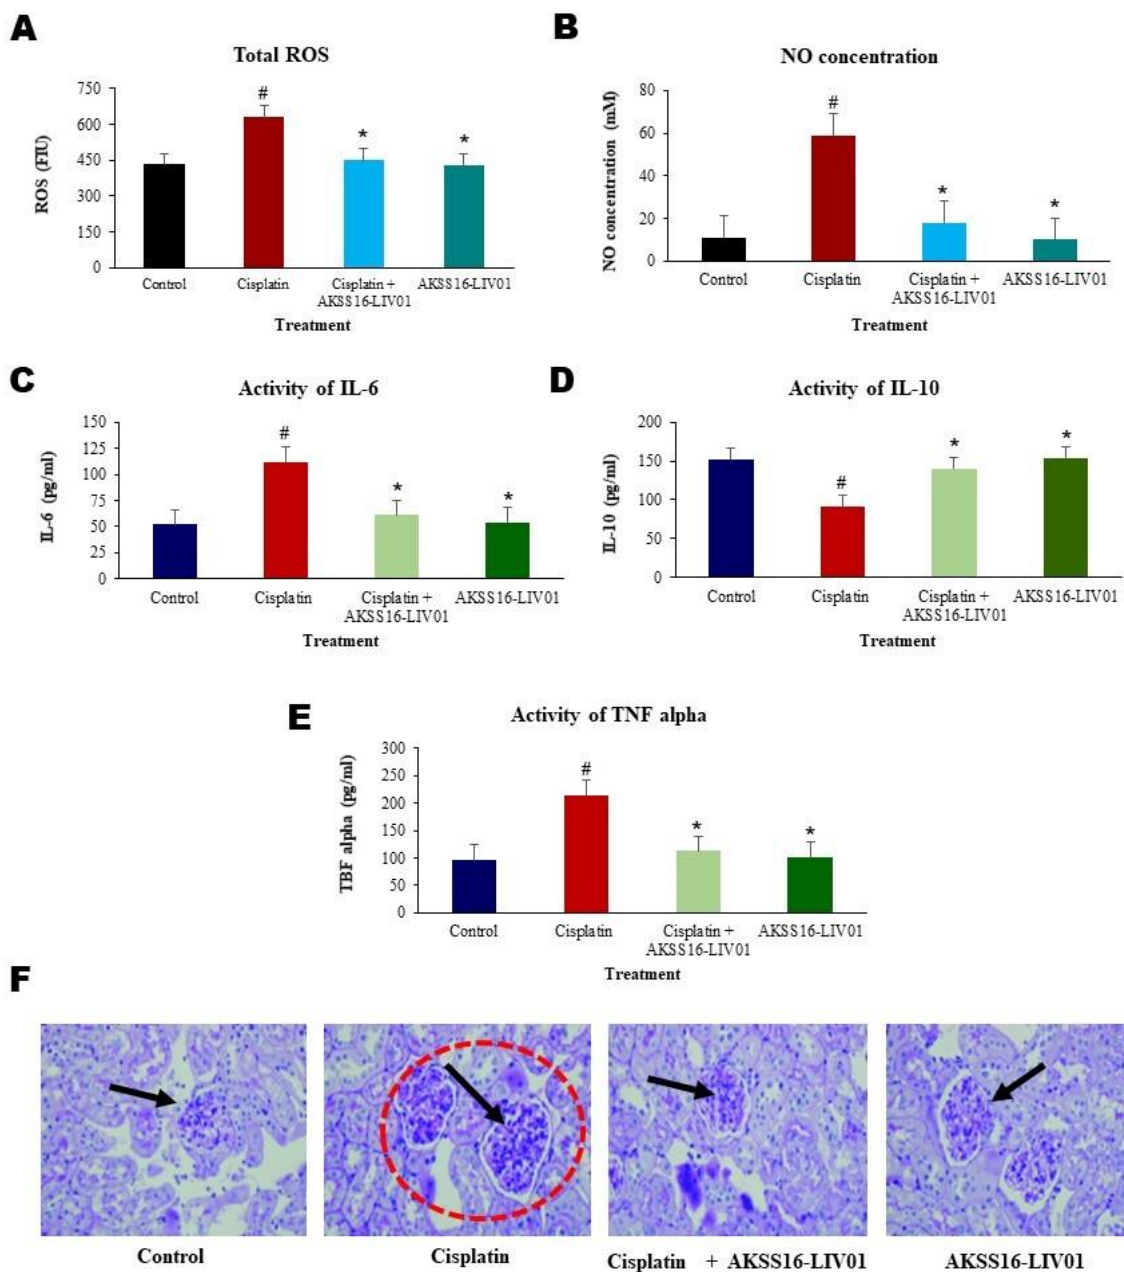 A
Total ROS
ROS (FIU)
750
600
450
300
150
0
#
*
*
Control
Cisplatin
Cisplatin +
AKSS16-LIV01
AKSS16-LIV01
Treatment
B
NO concentration
NO concentration (mM)
80
60
40
20
0
#
*
*
Control
Cisplatin
Cisplatin +
AKSS16-LIV01
AKSS16-LIV01
Treatment
C
Activity of IL-6
IL-6 (pg/ml)
150
125
100
75
50
25
0
#
*
*
Control
Cisplatin
Cisplatin +
AKSS16-LIV01
AKSS16-LIV01
Treatment
D
Activity of IL-10
IL-10 (pg/ml)
200
150
100
50
0
#
*
*
Control
Cisplatin
Cisplatin +
AKSS16-LIV01
AKSS16-LIV01
Treatment
E
Activity of TNF alpha
TBF alpha (pg/ml)
300
250
200
150
100
50
0
#
*
*
Control
Cisplatin
Cisplatin +
AKSS16-LIV01
AKSS16-LIV01
Treatment
F
Control
Cisplatin
Cisplatin + AKSS16-LIV01
AKSS16-LIV01